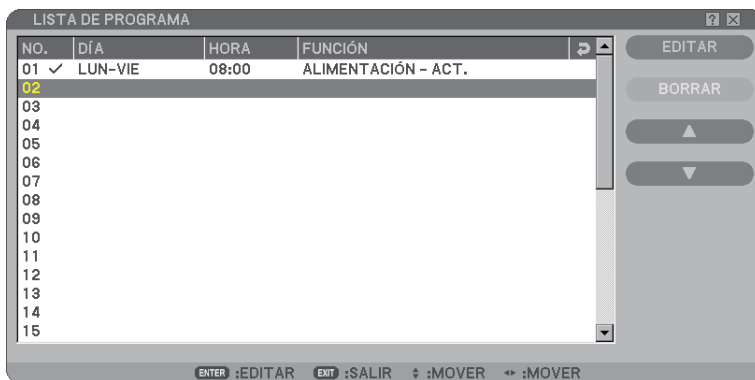 LISTA DE PROGRAMA
NO. DÍA HORA FUNCIÓN
01 ✓ LUN-VIE 08:00 ALIMENTACIÓN - ACT.
02
03
04
05
06
07
08
09
10
11
12
13
14
15
EDITAR
BORRAR
ENTER :EDITAR EXIT :SALIR :MOVER :MOVER